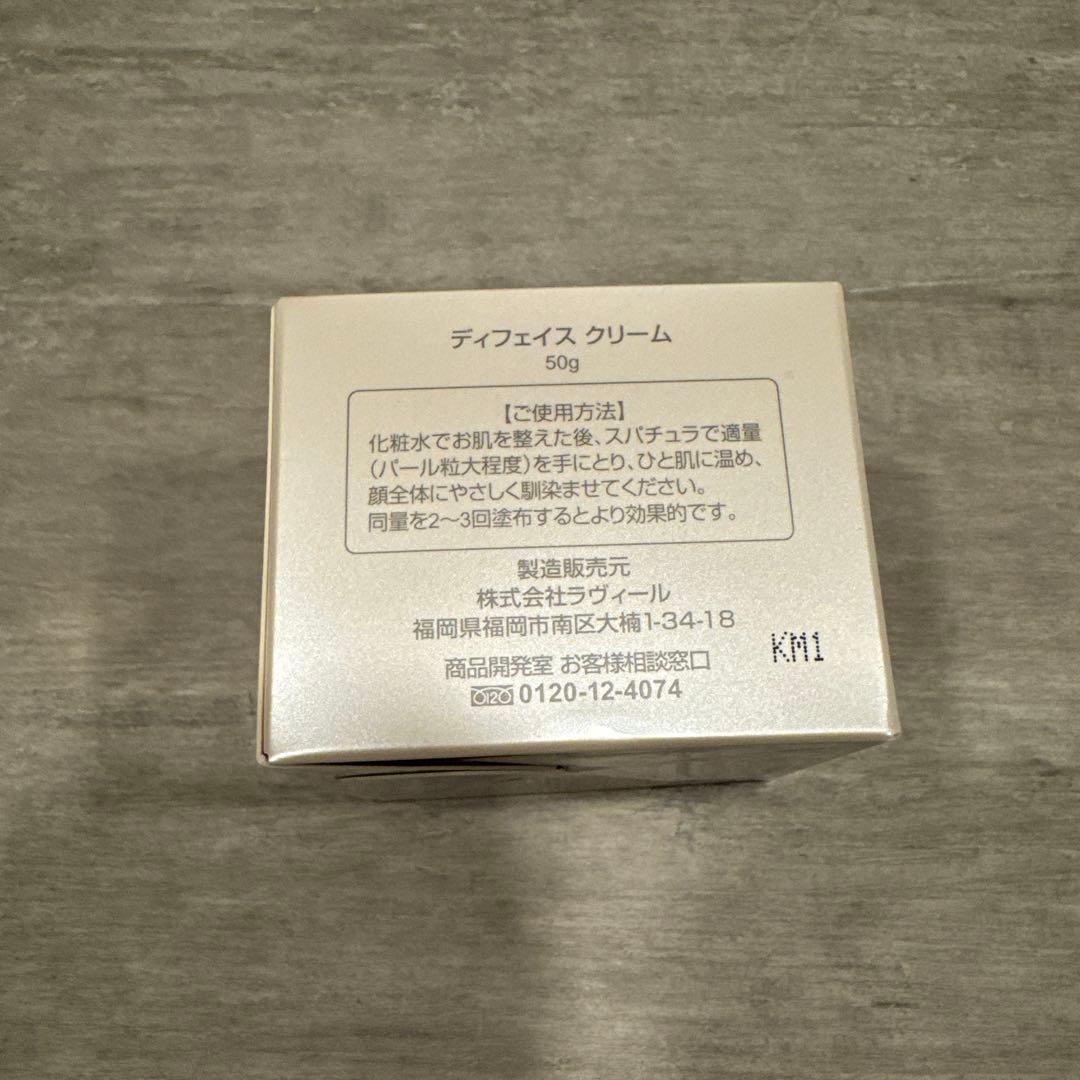 ディフェイス クリーム
50g
【ご使用方法】
化粧水でお肌を整えた後、スパチュラで適量
（パール粒大程度）を手にとり、ひと肌に温め、
顔全体にやさしく馴染ませてください。
同量を2〜3回塗布するとより効果的です。
製造販売元
株式会社ラヴィール
福岡県福岡市南区大楠1-34-18
商品開発室 お客様相談窓口
0120-12-4074
KM1